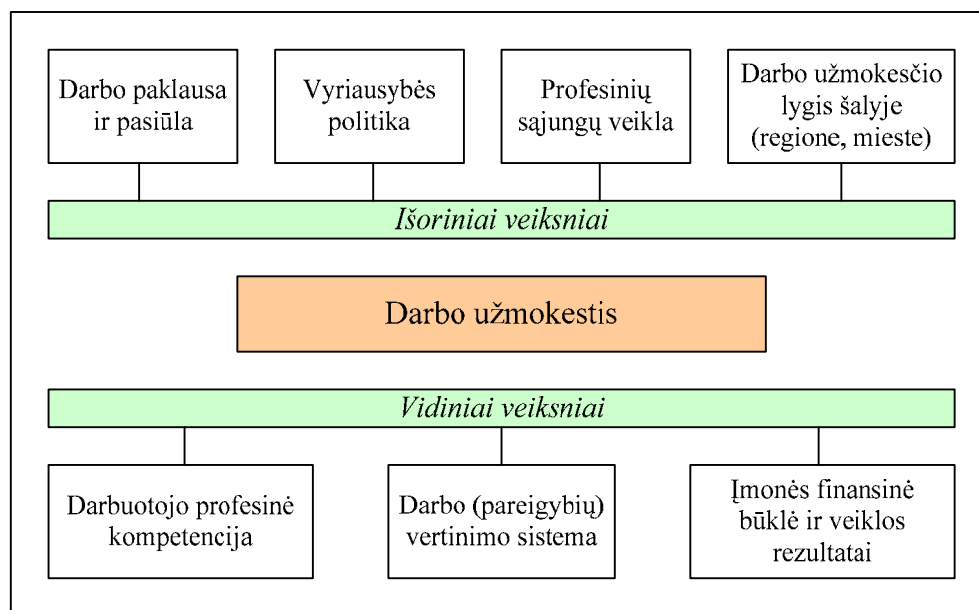 Darbo paklausa
ir pasiūla
Vyriausybės
politika
Profesinių
sąjungų veikla
Darbo užmokesčio
lygis šalyje
(regione, mieste)
Išoriniai veiksniai
Darbo užmokestis
Vidiniai veiksniai
Darbuotojo profesinė
kompetencija
Darbo (pareigybių)
vertinimo sistema
Įmonės finansinė
būklė ir veiklos
rezultatai